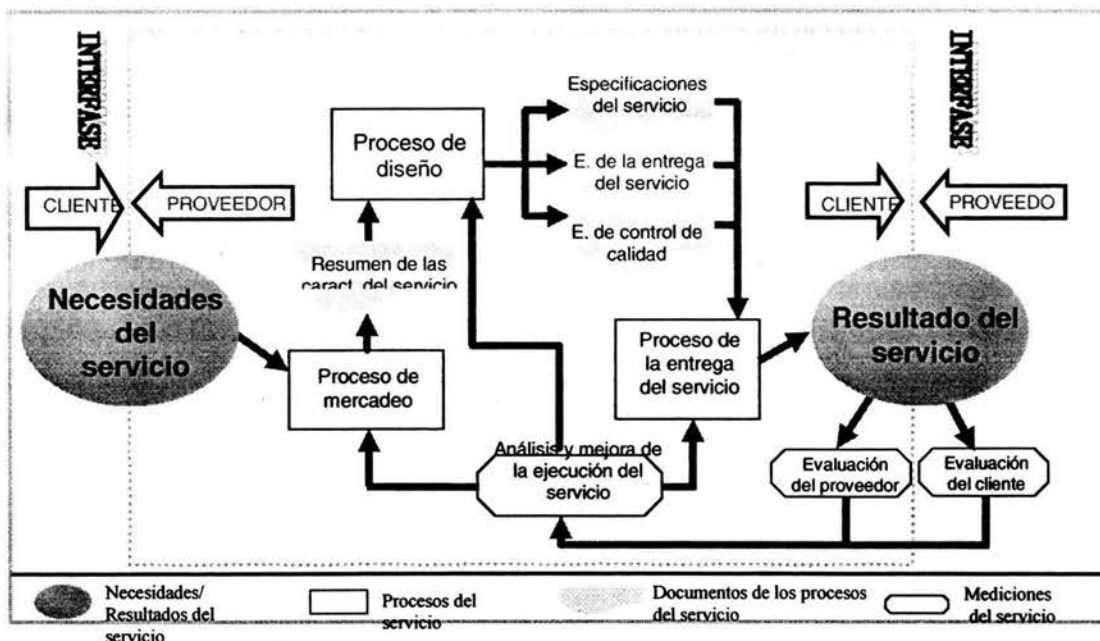 INTERFASE
INTERFASE
Especificaciones
del servicio
Proceso de
diseño
E. de la entrega
del servicio
CLIENTE
PROVEEDOR
CLIENTE
PROVEEDO
E. de control de
calidad
Resumen de las
caract. del servicio
Necesidades
del
servicio
Resultado del
servicio
Proceso de
la entrega
del servicio
Proceso de
mercadeo
Análisis y mejora de
la ejecución del
servicio
Evaluación
del proveedor
Evaluación
del cliente
Necesidades/
Resultados del
servicio
Procesos del
servicio
Documentos de los procesos
del servicio
Mediciones
del servicio